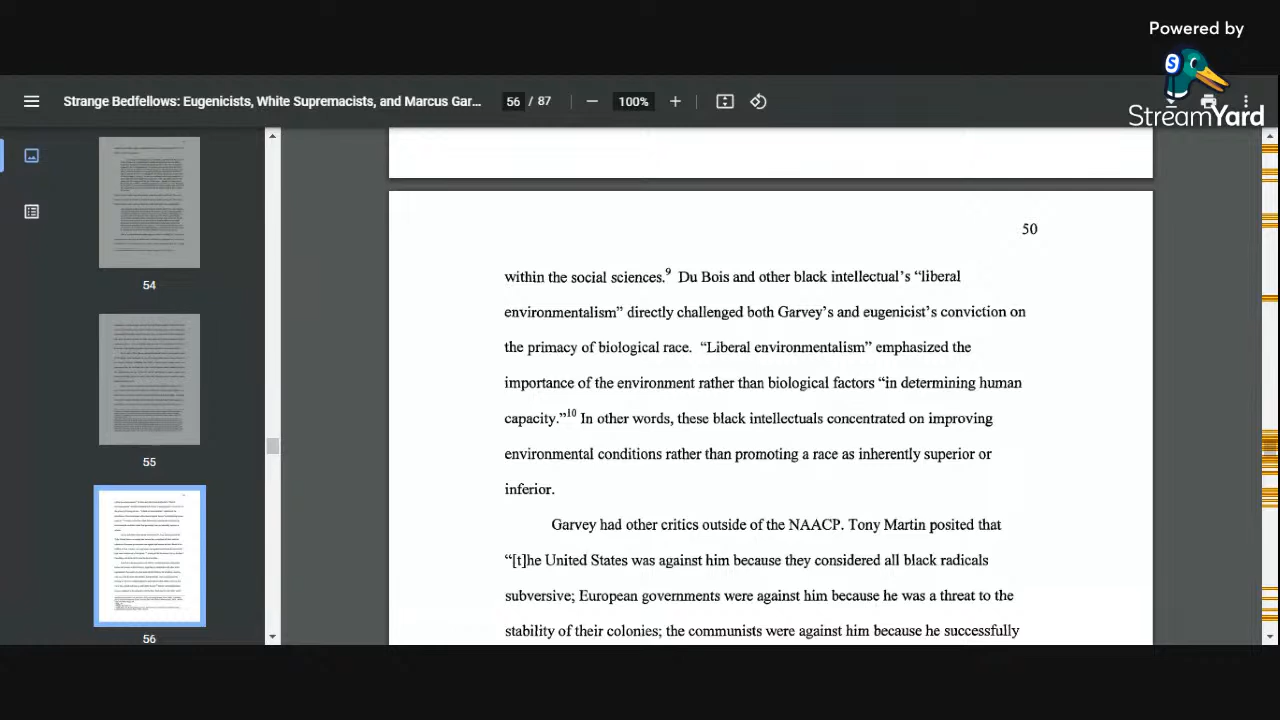 Powered by
StreamYard
Strange Bedfellows: Eugenicists, White Supremacists, and Marcus Gar...
56 / 87
100%
54
55
56
50
within the social sciences.9 Du Bois and other black intellectual's “liberal
environmentalism” directly challenged both Garvey's and eugenicist's conviction on
the primacy of biological race. “Liberal environmentalism” emphasized the
importance of the environment rather than biological factors “in determining human
capacity.”10 In other words, these black intellectuals concentrated on improving
environmental conditions rather than promoting a race as inherently superior or
inferior.
Garvey had other critics outside of the NAACP. Tony Martin posited that
“[t]he United States was against him because they considered all black radicals
subversive; European governments were against him because he was a threat to the
stability of their colonies; the communists were against him because he successfully